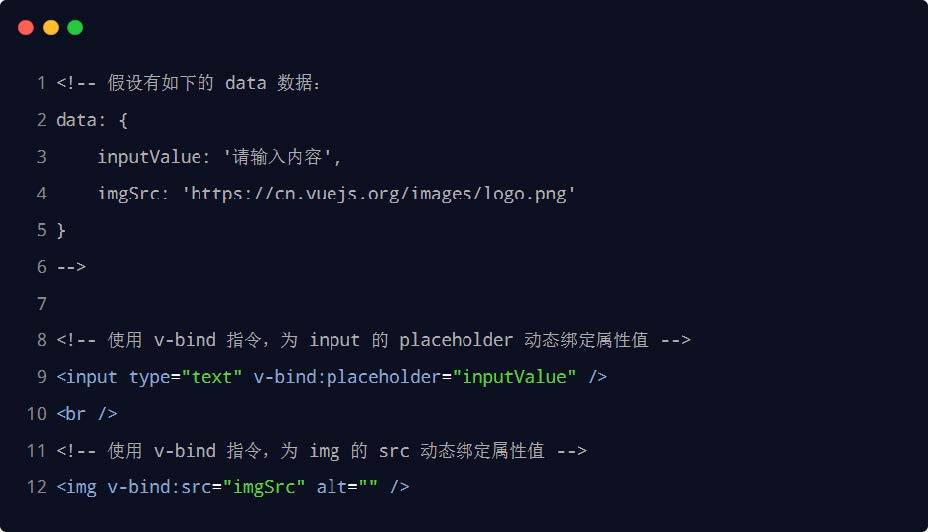 1 <!-- 假设有如下的 data 数据:
2 data: {
3     inputValue: '请输入内容',
4     imgSrc: 'https://cn.vuejs.org/images/logo.png'
5 }
6 -->
7
8 <!-- 使用 v-bind 指令，为 input 的 placeholder 动态绑定属性值 -->
9 <input type="text" v-bind:placeholder="inputValue" />
10 <br />
11 <!-- 使用 v-bind 指令，为 img 的 src 动态绑定属性值 -->
12 <img v-bind:src="imgSrc" alt="" />